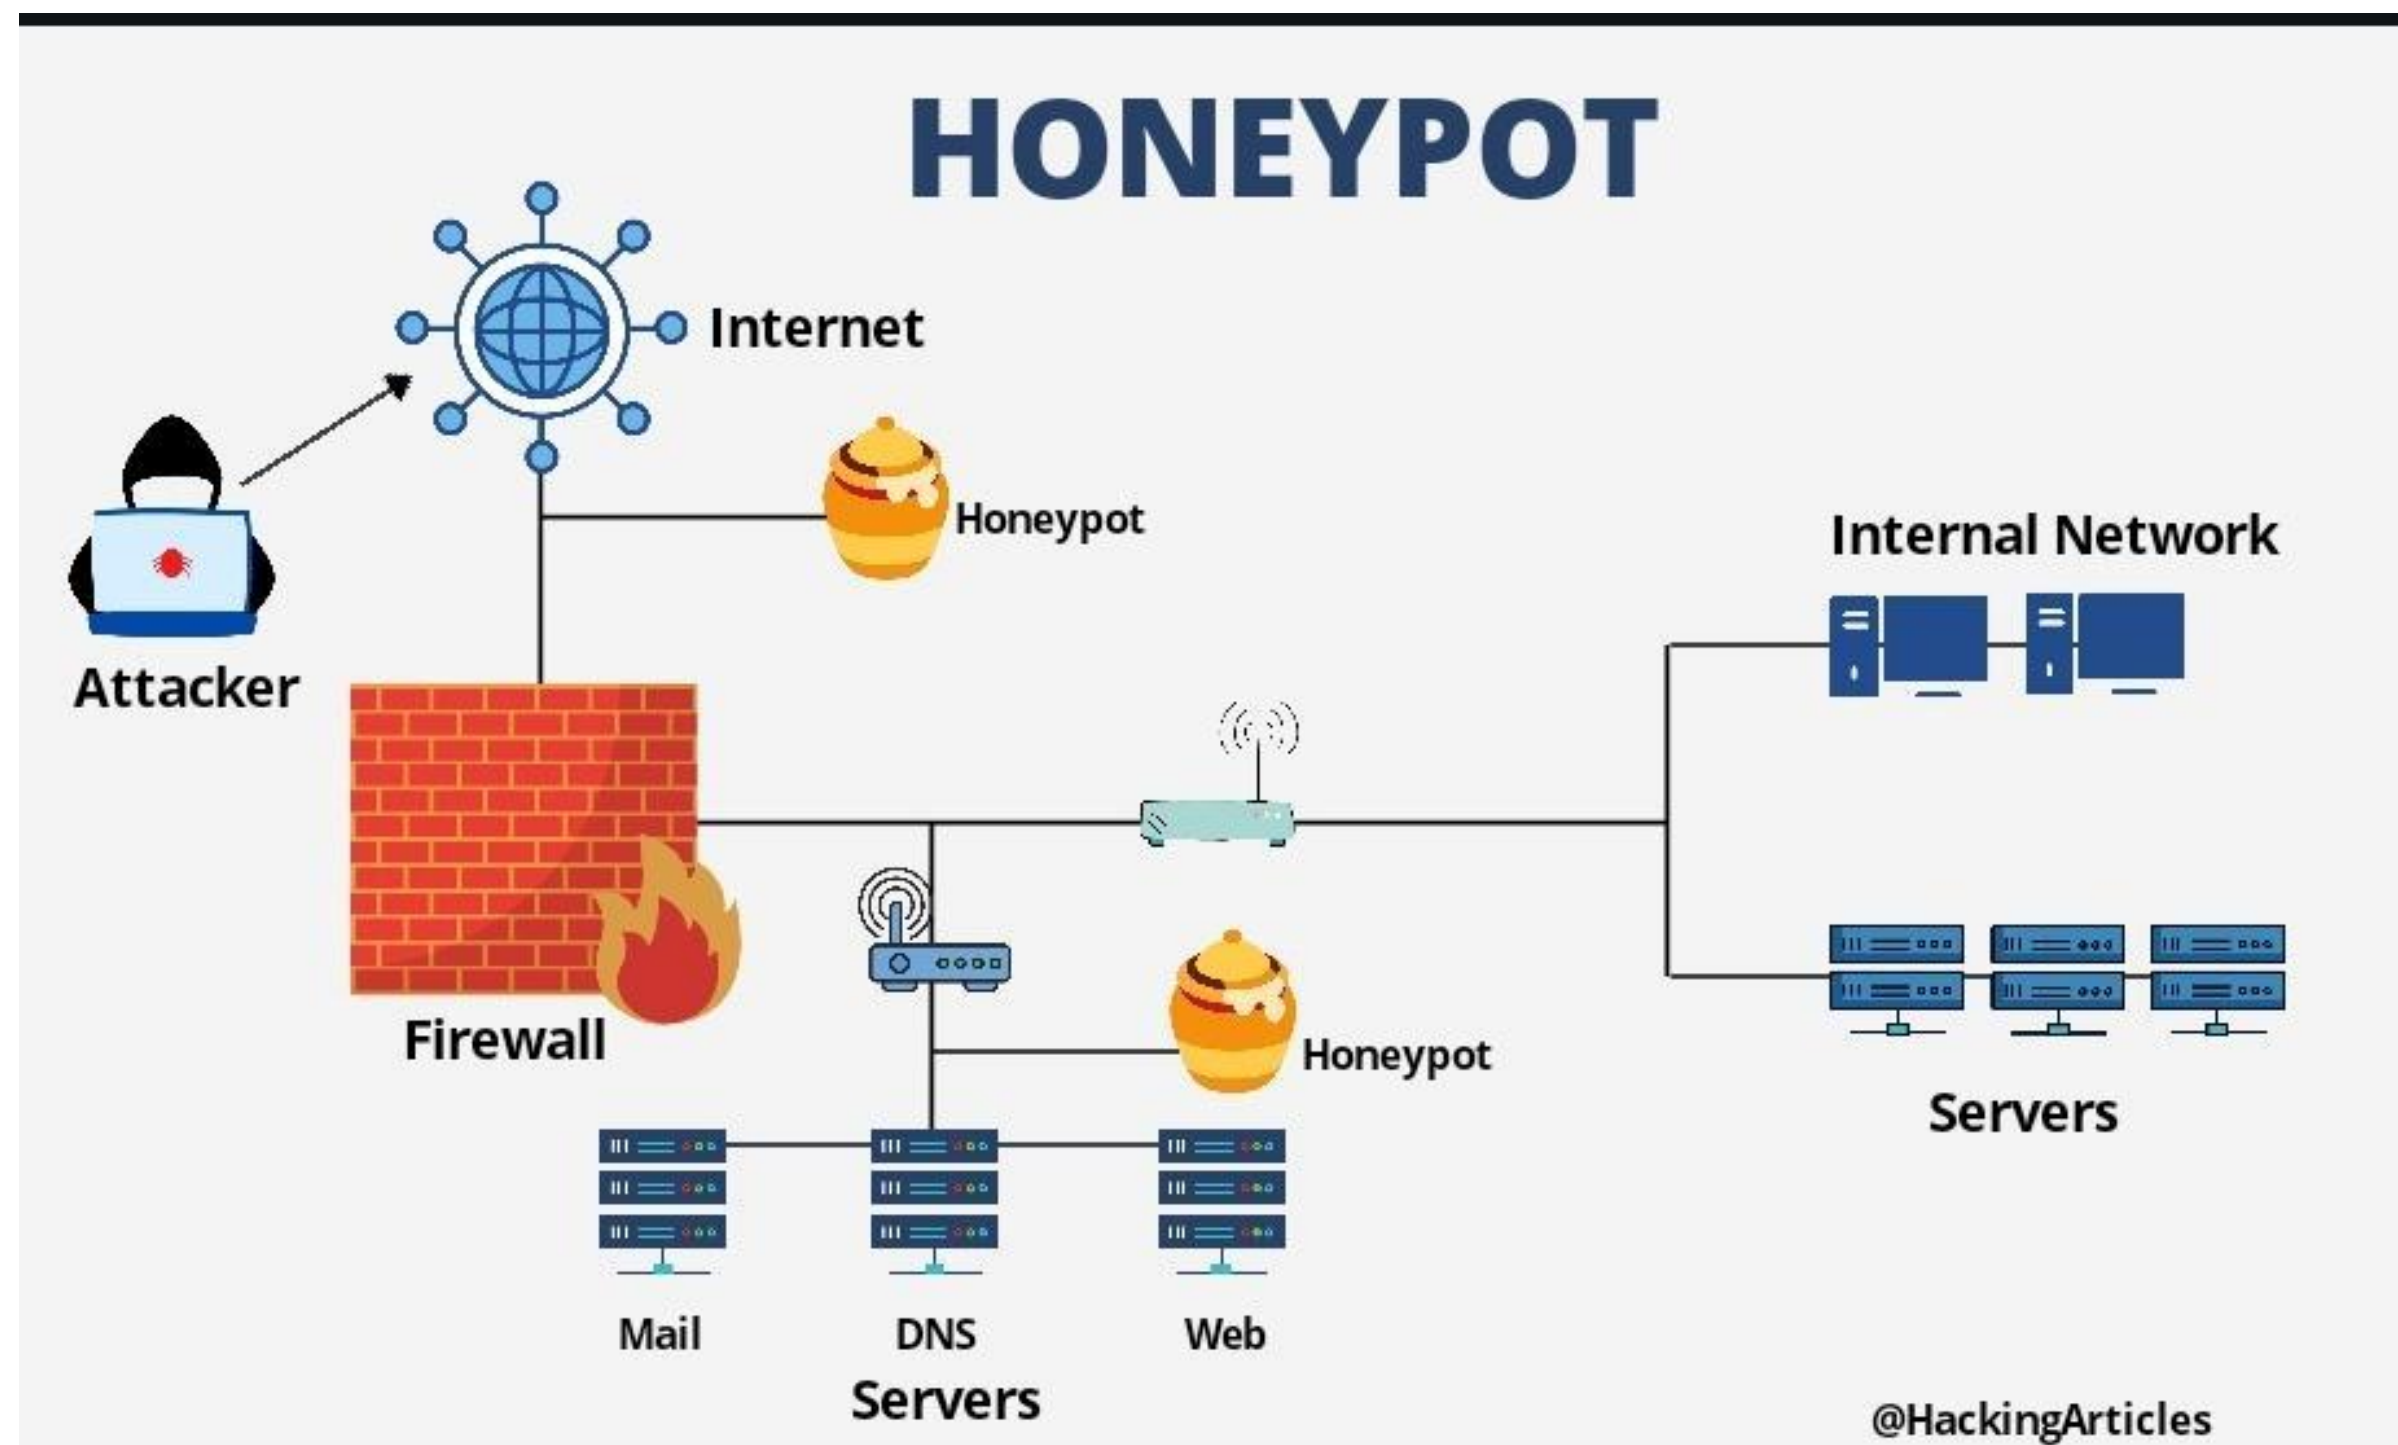 HONEYPOT
Internet
Honeypot
Attacker
Internal Network
Firewall
Honeypot
Servers
Mail
DNS
Web
Servers
@HackingArticles